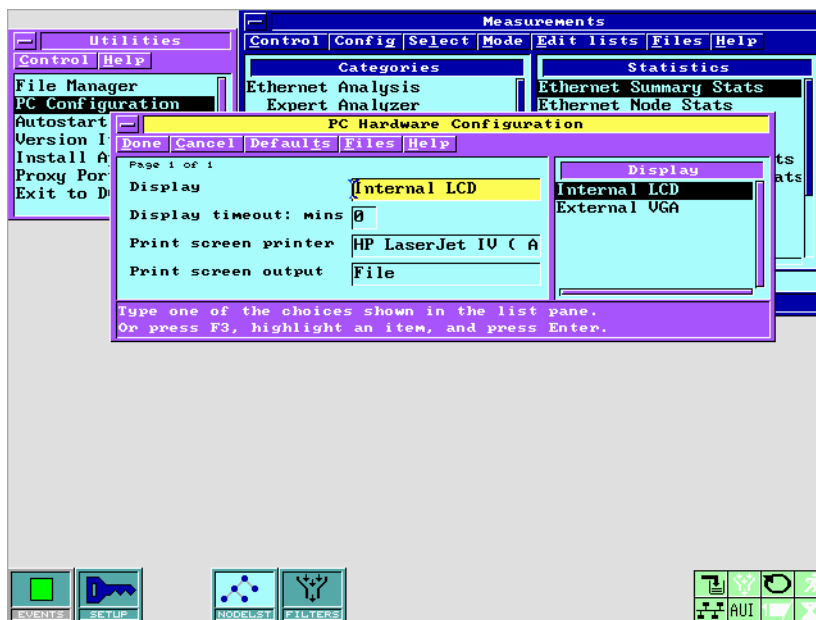 Measurements
Control Config Select Mode Edit lists Files Help
Categories
Ethernet Analysis
Expert Analyzer
Statistics
Ethernet Summary Stats
Ethernet Node Stats
ts
ats
Utilities
Control Help
File Manager
PC Configuration
Autostart
Version I
Install A
Proxy Por
Exit to D
PC Hardware Configuration
Done Cancel Defaults Files Help
Page 1 of 1
Display Internal LCD
Display timeout: mins 0
Print screen printer HP LaserJet IV ( A
Print screen output File
Display
Internal LCD
External VGA
Type one of the choices shown in the list pane.
Or press F3, highlight an item, and press Enter.
EVENTS SETUP NODELST FILTERS
AUI